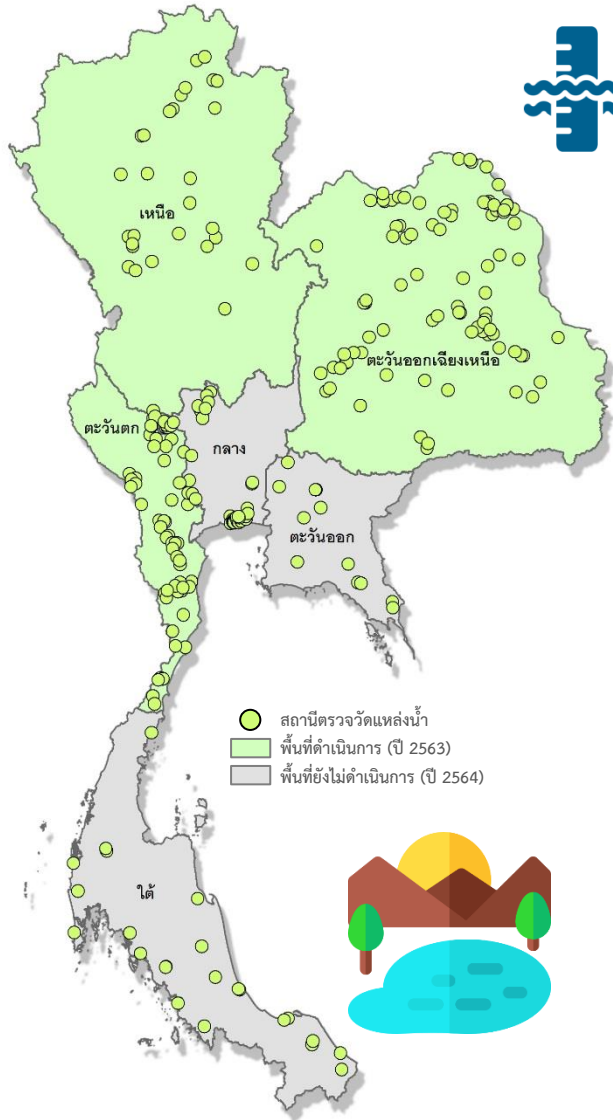 เหนือ
ตะวันออกเฉียงเหนือ
ตะวันตก
กลาง
ตะวันออก
สถานีตรวจวัดแหล่งน้ำ
พื้นที่ดำเนินการ (ปี 2563)
พื้นที่ยังไม่ดำเนินการ (ปี 2564)
ใต้